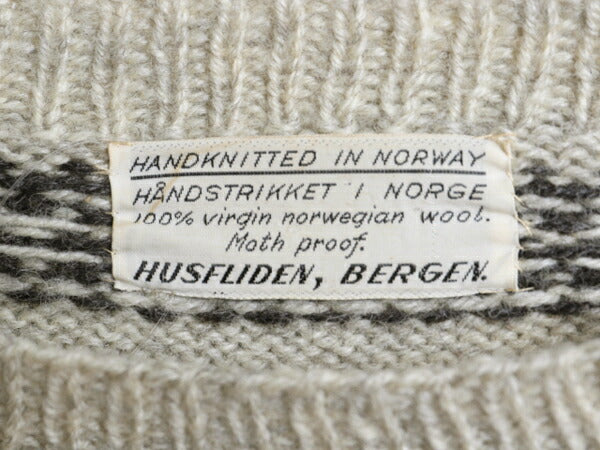 HANDKNITTED IN NORWAY
HÅNDSTRIKKET I NORGE
100% virgin norwegian wool.
Moth proof.
HUSFLIDEN, BERGEN.